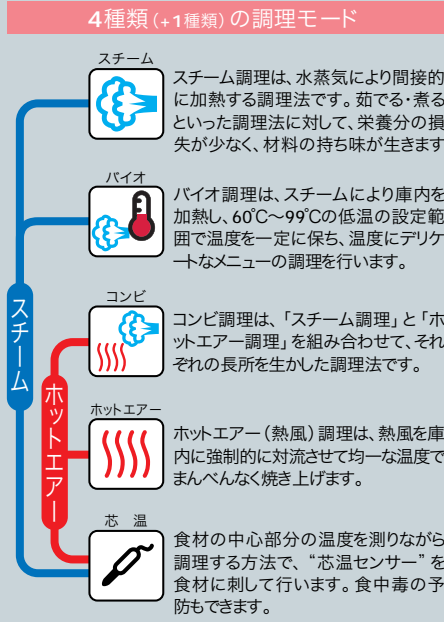 4種類(+1種類)の調理モード
スチーム
スチーム調理は、水蒸気により間接的
に加熱する調理法です。茹でる・煮る
といった調理法に対して、栄養分の損
失が少なく、材料の持ち味が生きます
バイオ
バイオ調理は、スチームにより庫内を
加熱し、60℃〜99℃の低温の設定範
囲で温度を一定に保ち、温度にデリケ
ートなメニューの調理を行います。
コンビ
コンビ調理は、「スチーム調理」と「ホ
ットエアー調理」を組み合わせて、それ
ぞれの長所を生かした調理法です。
ホットエアー
ホットエアー(熱風)調理は、熱風を庫
内に強制的に対流させて均一な温度で
まんべんなく焼き上げます。
芯温
食材の中心部分の温度を測りながら
調理する方法で、“芯温センサー”を
食材に刺して行います。食中毒の予
防もできます。
スチーム
ホットエアー